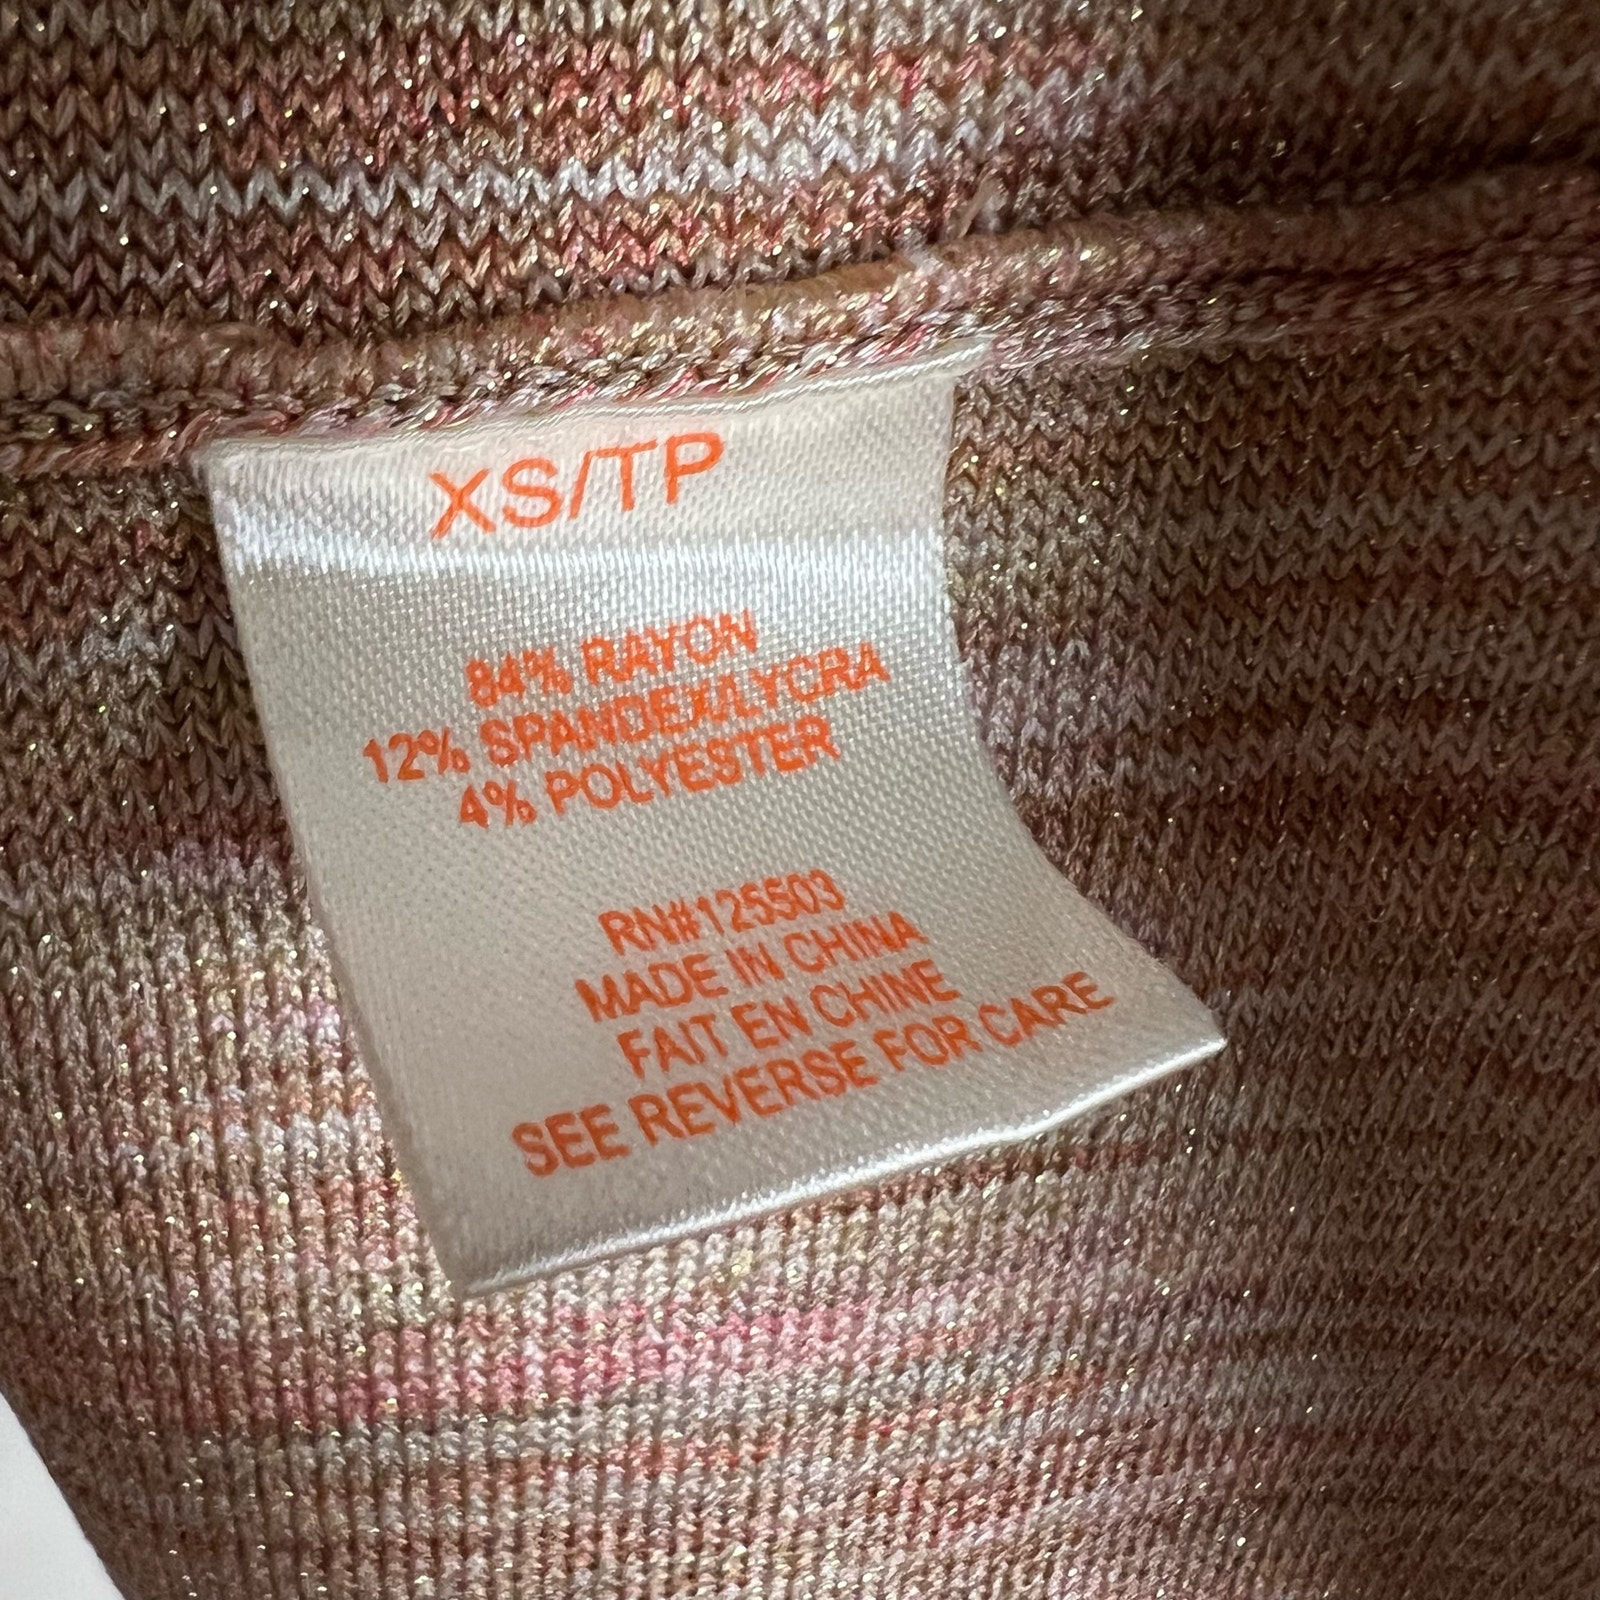 XS/TP
84% RAYON
12% SPANDEX/LYCRA
4% POLYESTER
RN#125503
MADE IN CHINA
FAIT EN CHINE
SEE REVERSE FOR CARE